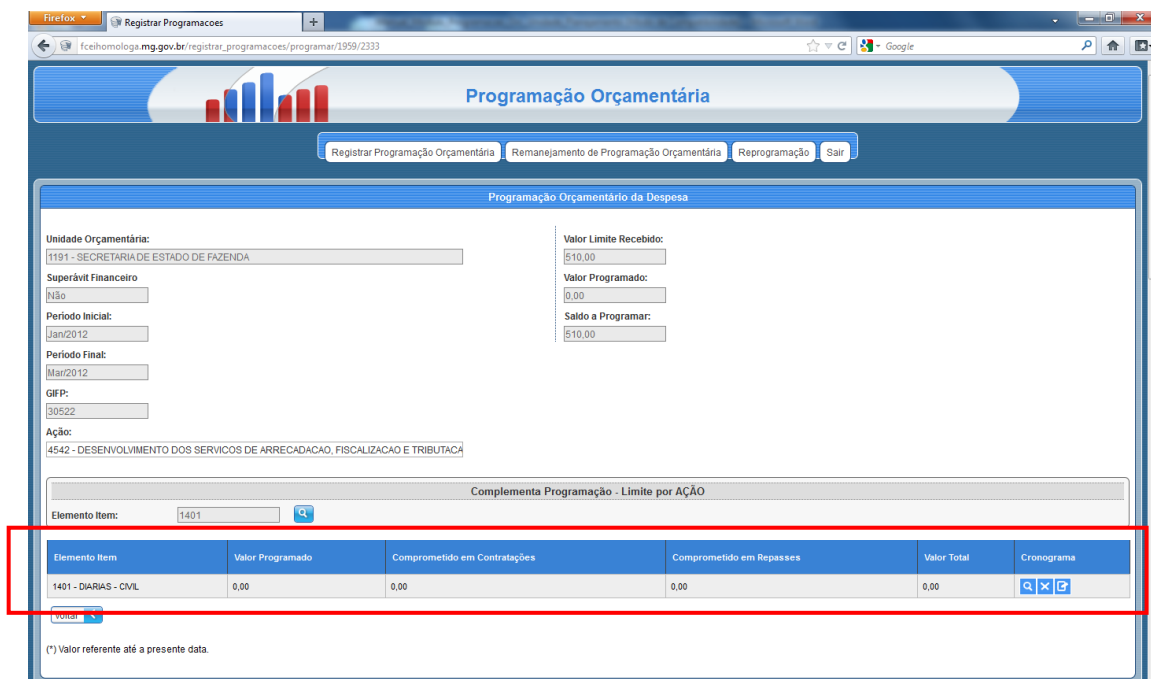 Firefox
Registrar Programacoes
+
fceihomologa.mg.gov.br/registrar_programacoes/programar/1959/2333
Google
Programação Orçamentária
Registrar Programação Orçamentária Remanejamento de Programação Orçamentária Reprogramação Sair
Programação Orçamentário da Despesa
Unidade Orçamentária: Valor Limite Recebido:
1191 - SECRETARIA DE ESTADO DE FAZENDA 510,00
Superávit Financeiro Valor Programado:
Não 0,00
Periodo Inicial: Saldo a Programar:
Jan/2012 510,00
Periodo Final:
Mar/2012
GIFP:
30522
Ação:
4542 - DESENVOLVIMENTO DOS SERVICOS DE ARRECADACAO, FISCALIZACAO E TRIBUTACA
Complementa Programação - Limite por AÇÃO
Elemento Item: 1401
Elemento Item Valor Programado Comprometido em Contratações Comprometido em Repasses Valor Total Cronograma
1401 - DIARIAS - CIVIL 0,00 0,00 0,00 0,00
Voltar
(*) Valor referente até a presente data.